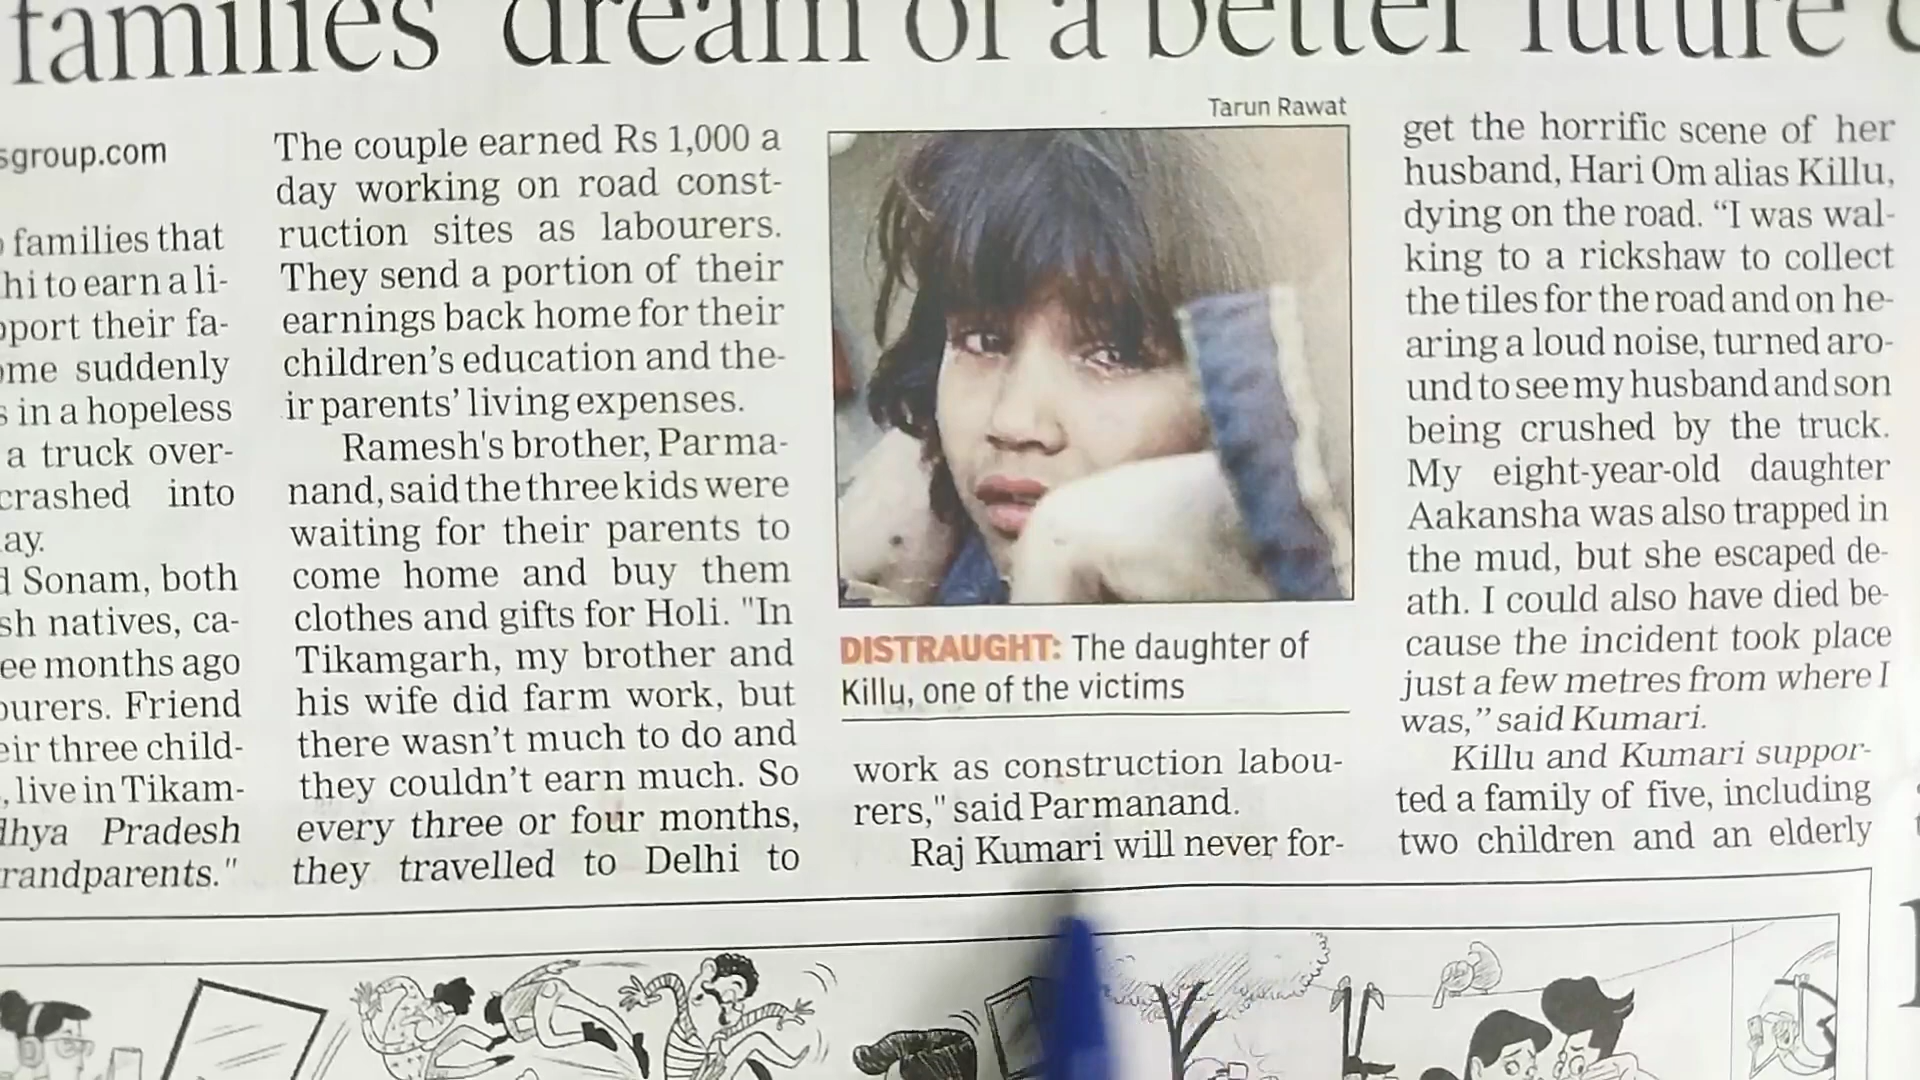 families' dream of a better future
sgroup.com
families that
hi to earn a li-
pport their fa-
ome suddenly
s in a hopeless
a truck over-
crashed into
ay.
d Sonam, both
sh natives, ca-
ee months ago
ourers. Friend
eir three child-
, live in Tikam-
dhya Pradesh
randparents."
The couple earned Rs 1,000 a
day working on road const-
ruction sites as labourers.
They send a portion of their
earnings back home for their
children's education and the-
ir parents' living expenses.
Ramesh's brother, Parma-
nand, said the three kids were
waiting for their parents to
come home and buy them
clothes and gifts for Holi. "In
Tikamgarh, my brother and
his wife did farm work, but
there wasn't much to do and
they couldn't earn much. So
every three or four months,
they travelled to Delhi to
Tarun Rawat
DISTRAUGHT: The daughter of
Killu, one of the victims
work as construction labou-
rers," said Parmanand.
Raj Kumari will never for-
get the horrific scene of her
husband, Hari Om alias Killu,
dying on the road. “I was wal-
king to a rickshaw to collect
the tiles for the road and on he-
aring a loud noise, turned aro-
und to see my husband and son
being crushed by the truck.
My eight-year-old daughter
Aakansha was also trapped in
the mud, but she escaped de-
ath. I could also have died be-
cause the incident took place
just a few metres from where I
was,” said Kumari.
Killu and Kumari suppor-
ted a family of five, including
two children and an elderly